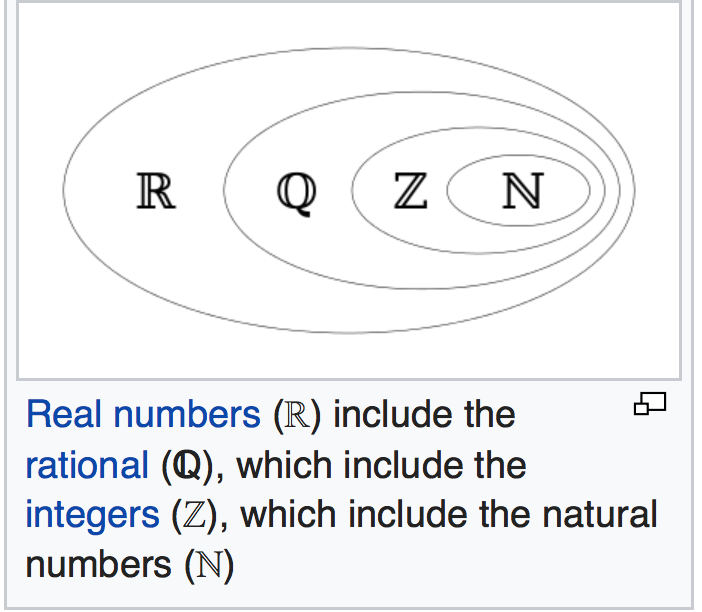 ℝ ℚ ℤ ℕ
Real numbers (ℝ) include the
rational (ℚ), which include the
integers (ℤ), which include the natural
numbers (ℕ)